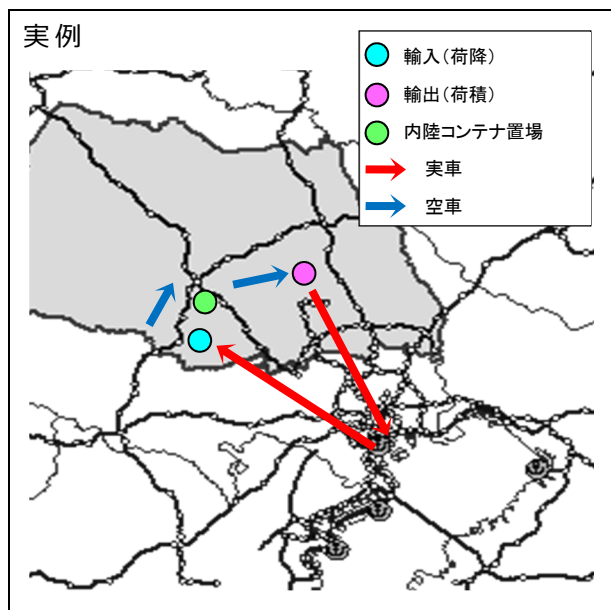 実例
輸入（荷降）
輸出（荷積）
内陸コンテナ置場
実車
空車